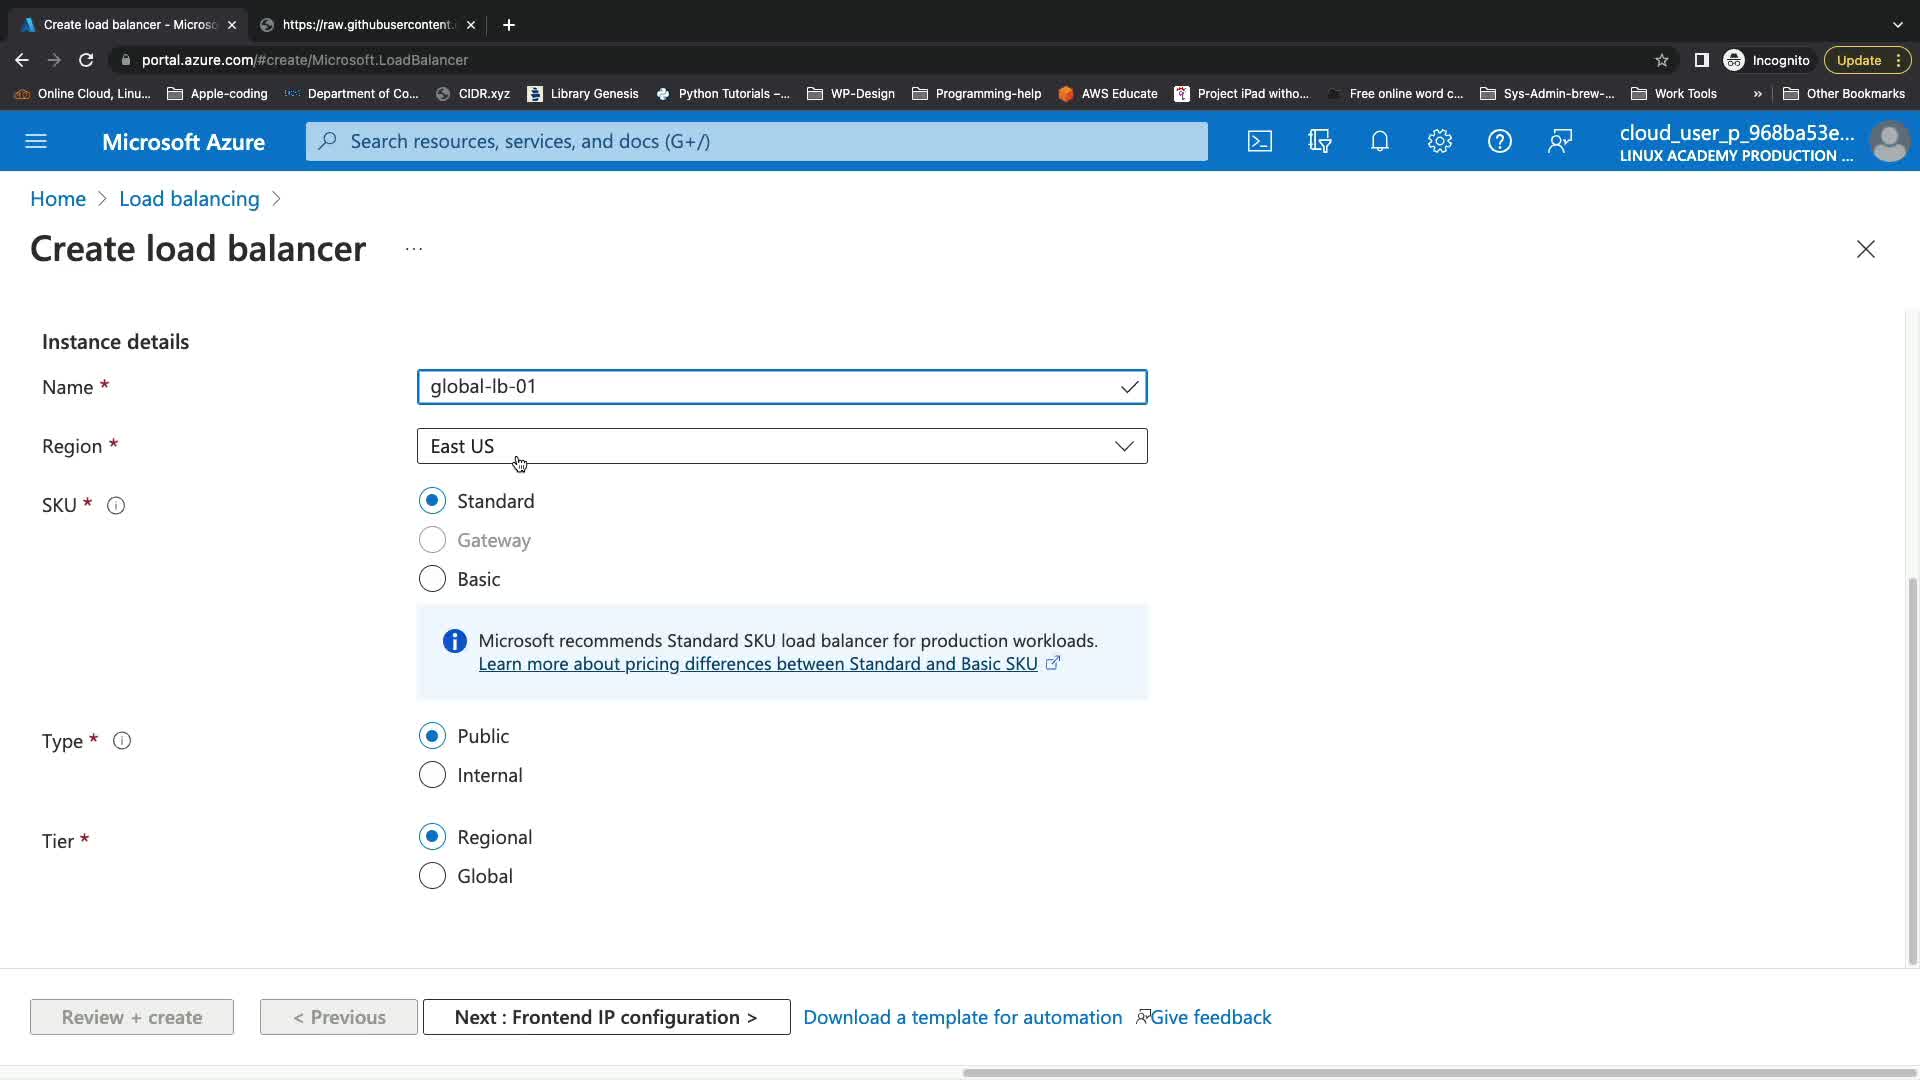 Create load balancer - Micros
https://raw.githubusercontent.
portal.azure.com/#create/Microsoft.LoadBalancer
Incognito
Update
Online Cloud, Linu...
Apple-coding
Department of Co...
CIDR.xyz
Library Genesis
Python Tutorials –...
WP-Design
Programming-help
AWS Educate
Project iPad witho...
Free online word c...
Sys-Admin-brew-...
Work Tools
»
Other Bookmarks
Microsoft Azure
Search resources, services, and docs (G+/)
cloud_user_p_968ba53e...
LINUX ACADEMY PRODUCTION ...
Home > Load balancing >
Create load balancer ...
Instance details
Name *
global-lb-01
Region *
East US
SKU *
Standard
Gateway
Basic
Microsoft recommends Standard SKU load balancer for production workloads.
Learn more about pricing differences between Standard and Basic SKU
Type *
Public
Internal
Tier *
Regional
Global
Review + create
< Previous
Next : Frontend IP configuration >
Download a template for automation
Give feedback